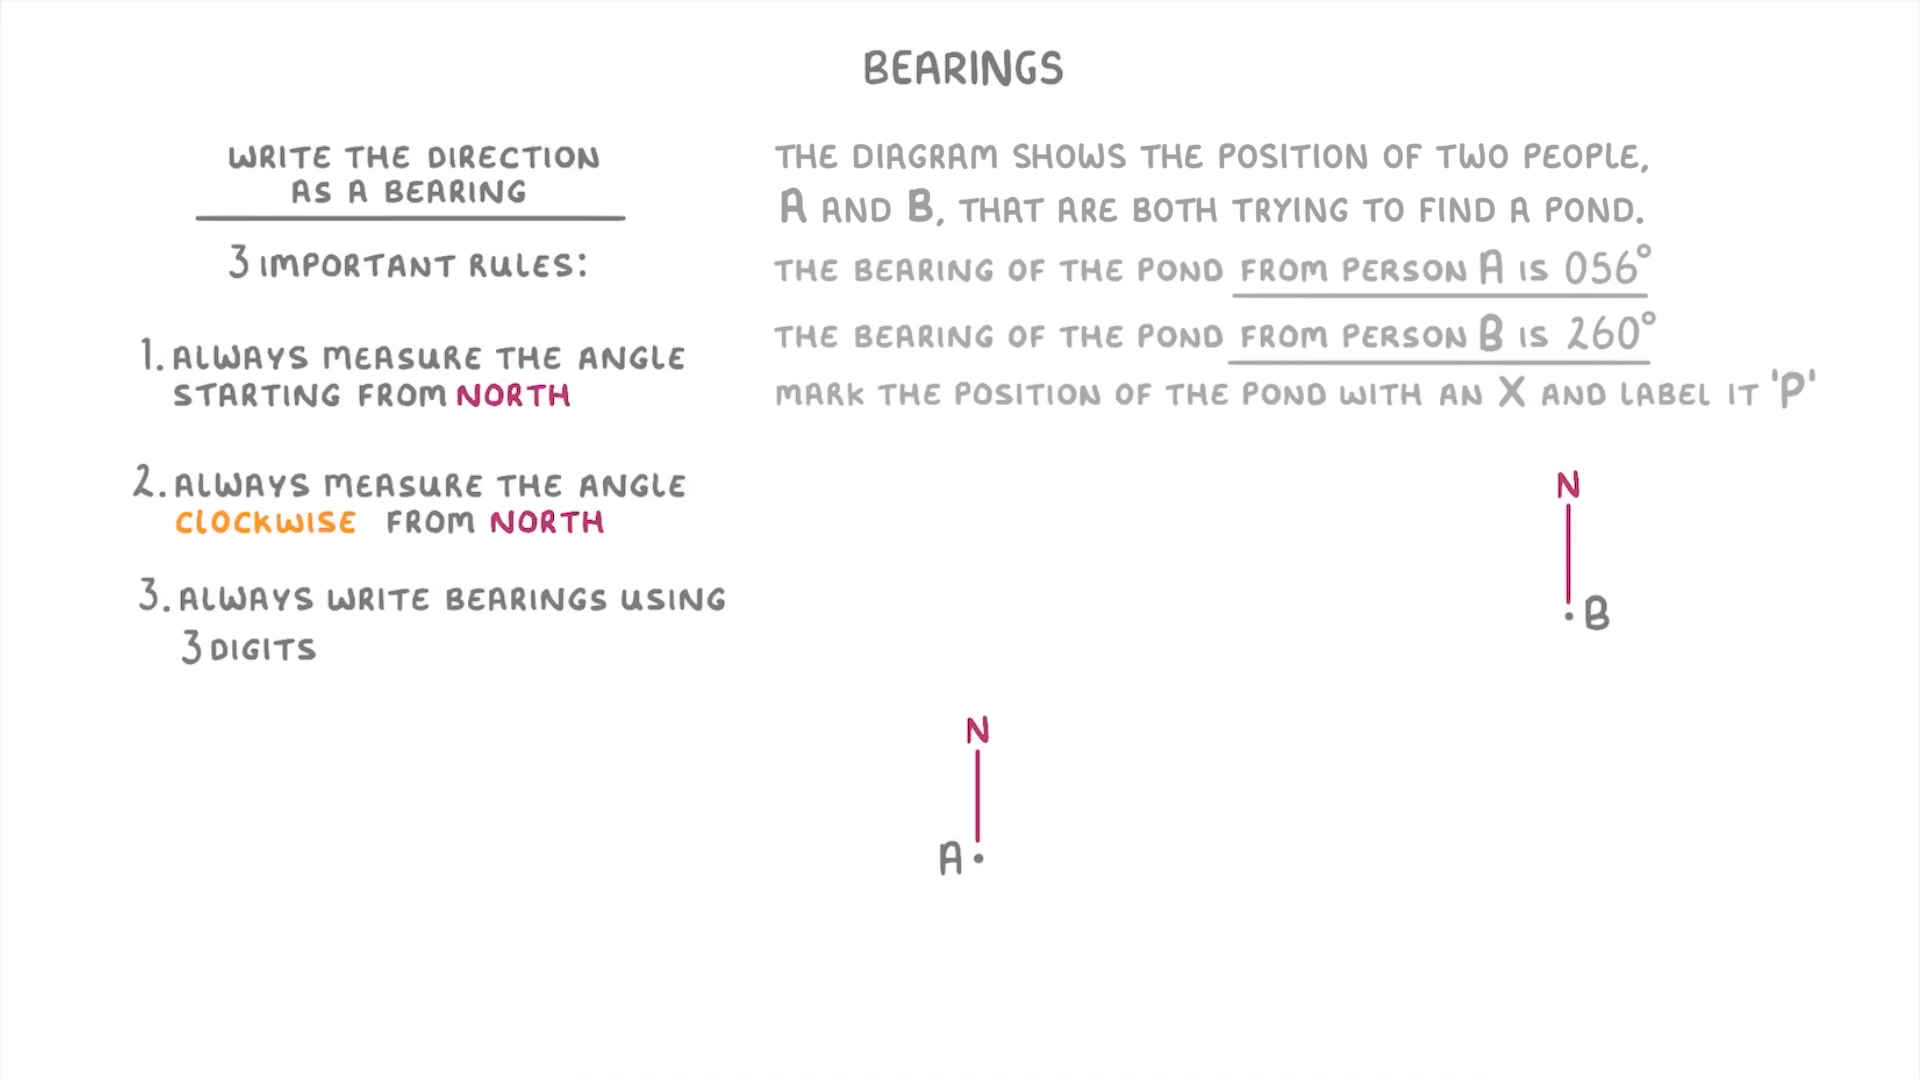 BEARINGS
WRITE THE DIRECTION
AS A BEARING
3 IMPORTANT RULES:
1. ALWAYS MEASURE THE ANGLE
STARTING FROM NORTH
2. ALWAYS MEASURE THE ANGLE
CLOCKWISE FROM NORTH
3. ALWAYS WRITE BEARINGS USING
3 DIGITS
THE DIAGRAM SHOWS THE POSITION OF TWO PEOPLE,
A AND B, THAT ARE BOTH TRYING TO FIND A POND.
THE BEARING OF THE POND FROM PERSON A IS 056°
THE BEARING OF THE POND FROM PERSON B IS 260°
MARK THE POSITION OF THE POND WITH AN X AND LABEL IT 'P'
N
B
N
A